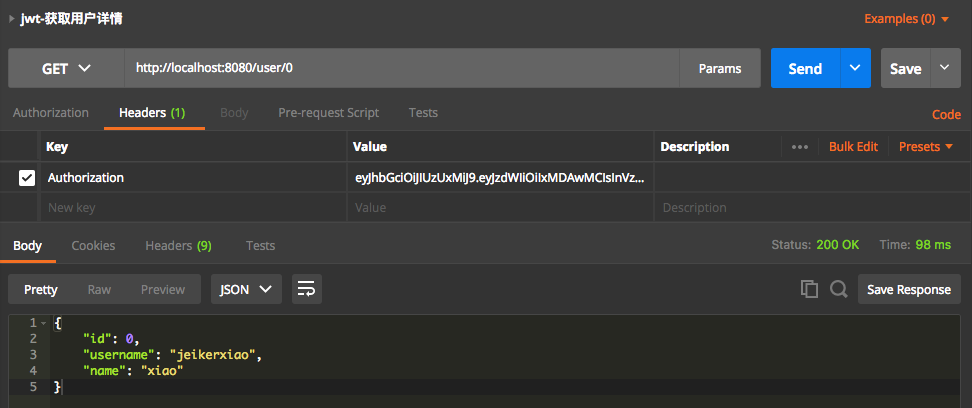 jwt-获取用户详情 Examples (0)
GET http://localhost:8080/user/0 Params Send Save
Authorization Headers (1) Body Pre-request Script Tests Code
Key Value Description ••• Bulk Edit Presets
Authorization eyJhbGciOiJIUzUxMiJ9.eyJzdWIiOiIxMDAwMCIsInVz...
New key Value Description
Body Cookies Headers (9) Tests Status: 200 OK Time: 98 ms
Pretty Raw Preview JSON Save Response
1 {
2 "id": 0,
3 "username": "jeikerxiao",
4 "name": "xiao"
5 }